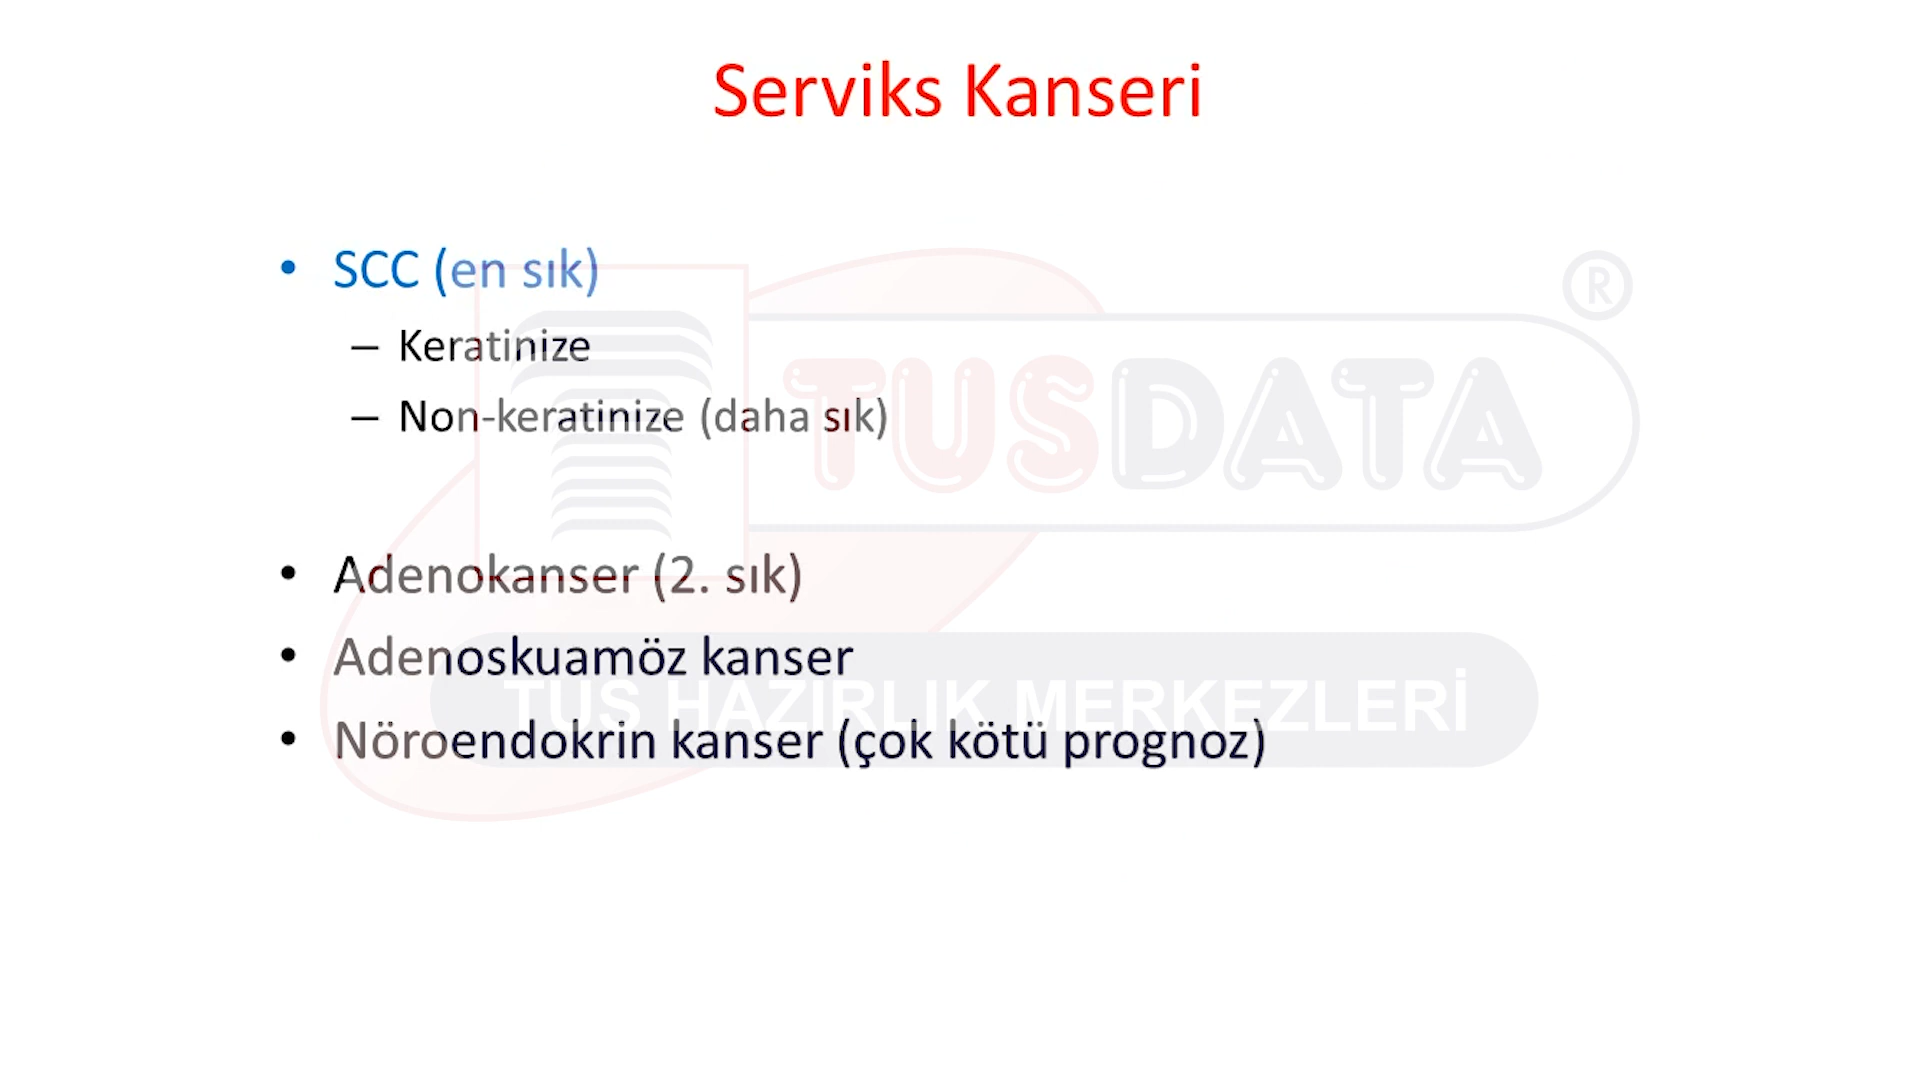 Serviks Kanseri
• SCC (en sık)
– Keratinize
– Non-keratinize (daha sık)
• Adenokanser (2. sık)
• Adenoskuamöz kanser
• Nöroendokrin kanser (çok kötü prognoz)
TUSDATA ®
TUS HAZIRLIK MERKEZLERİ